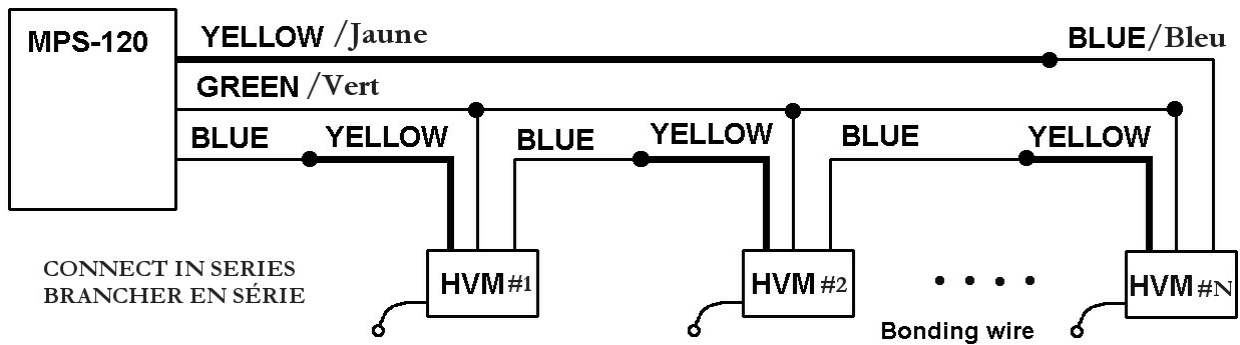 MPS-120
YELLOW /Jaune
BLUE/Bleu
GREEN /Vert
BLUE
YELLOW
BLUE
YELLOW
BLUE
YELLOW
CONNECT IN SERIES
BRANCHER EN SÉRIE
HVM #1
HVM #2
HVM #N
Bonding wire